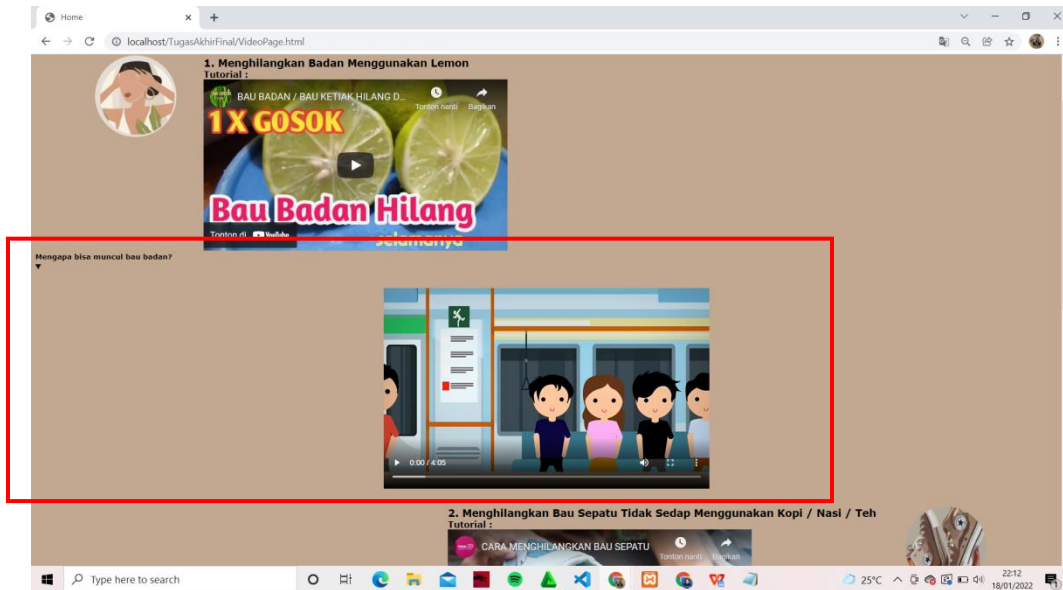 Home
localhost/TugasAkhirFinal/VideoPage.html
1. Menghilangkan Badan Menggunakan Lemon
Tutorial :
BAU BADAN / BAU KETIAK HILANG D...
Tonton nanti
Bagikan
1 X GOSOK
Bau Badan Hilang
selamanya
Tonton di YouTube
Mengapa bisa muncul bau badan?
0:00 / 4:05
2. Menghilangkan Bau Sepatu Tidak Sedap Menggunakan Kopi / Nasi / Teh
Tutorial :
CARA MENGHILANGKAN BAU SEPATU
Tonton nanti
Bagikan
Type here to search
25°C
22:12
18/01/2022